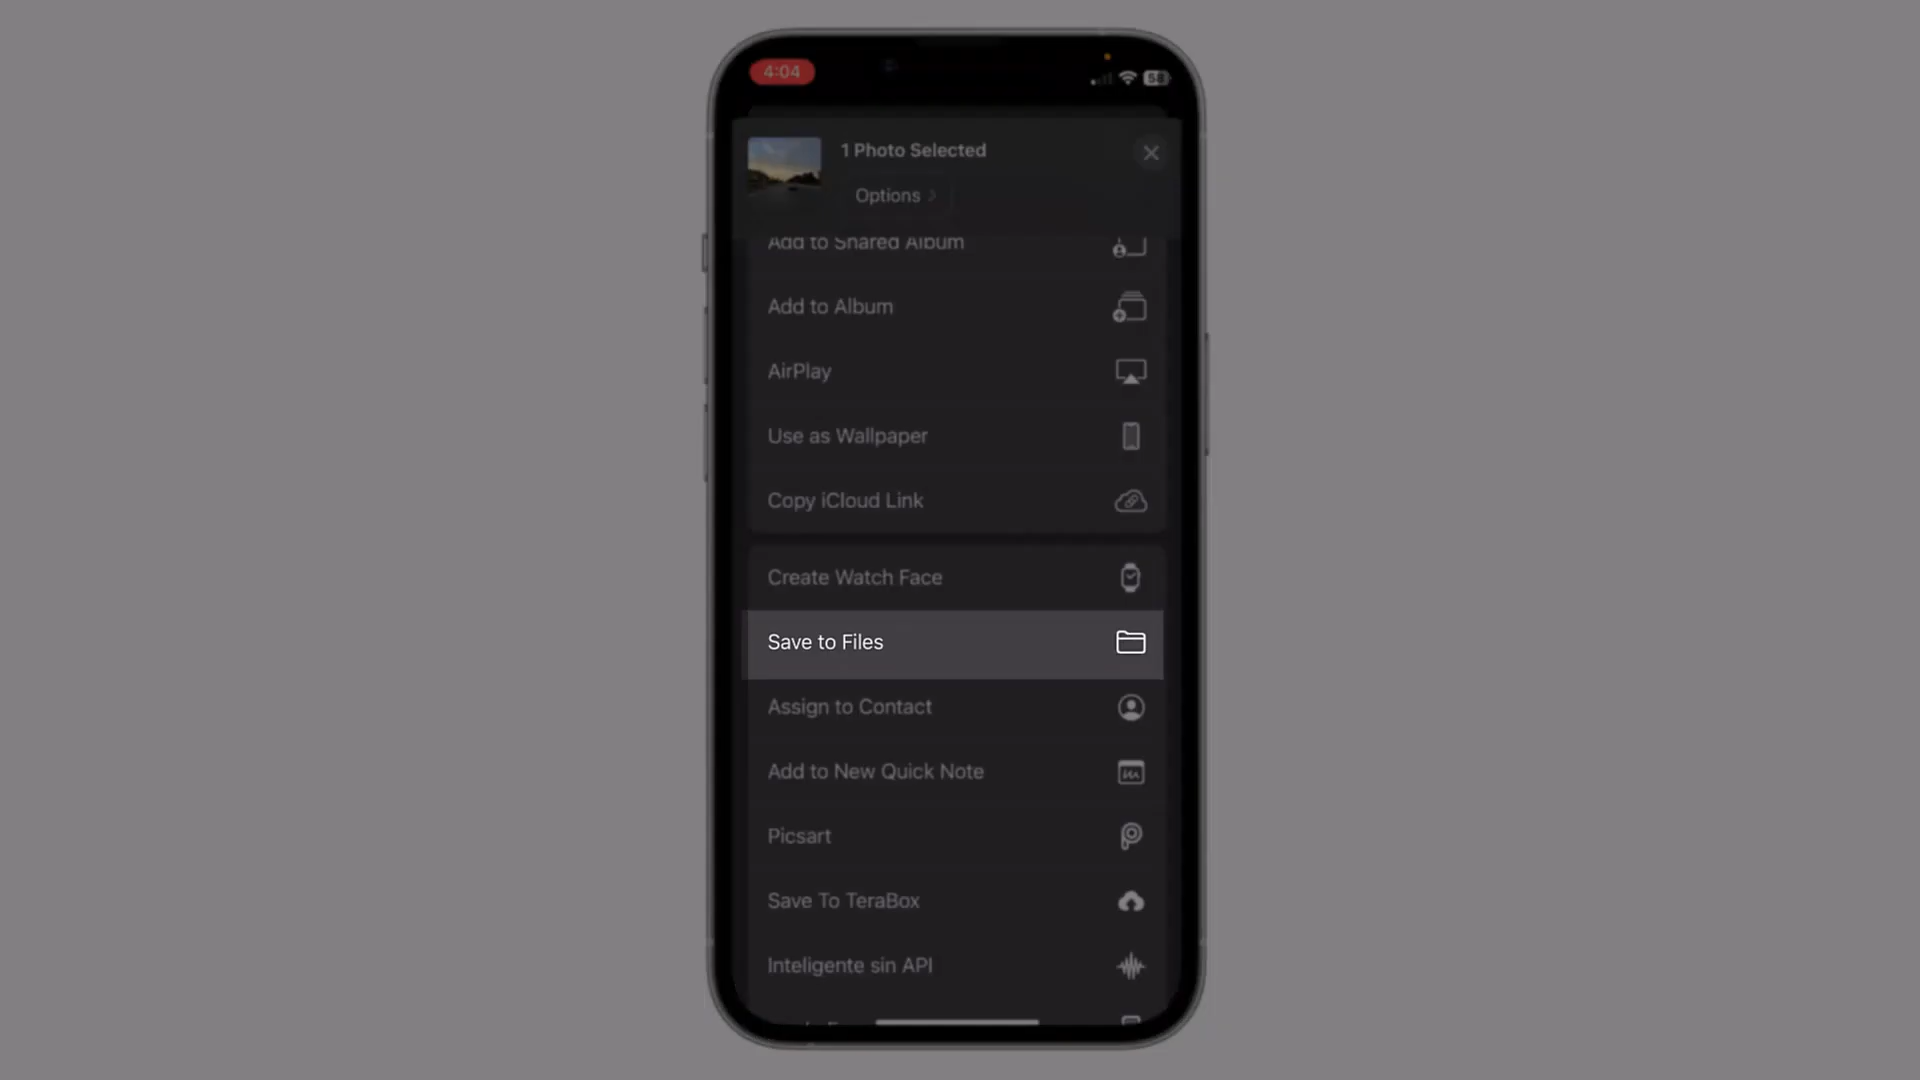 4:04
58
1 Photo Selected
Options
Add to Shared Album
Add to Album
AirPlay
Use as Wallpaper
Copy iCloud Link
Create Watch Face
Save to Files
Assign to Contact
Add to New Quick Note
Picsart
Save To TeraBox
Inteligente sin API